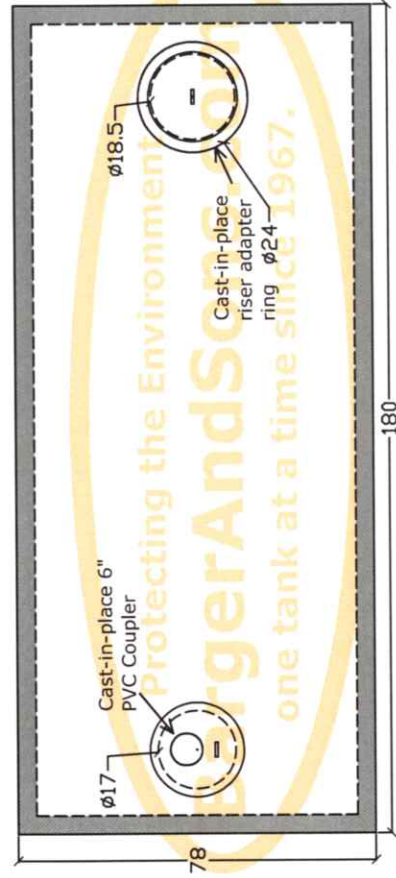 Ø17
Cast-in-place 6"
PVC Coupler
Ø18.5
Cast-in-place
riser adapter
ring Ø24
78
180
Protecting the Environment
BergerAndSons.com
one tank at a time since 1967.